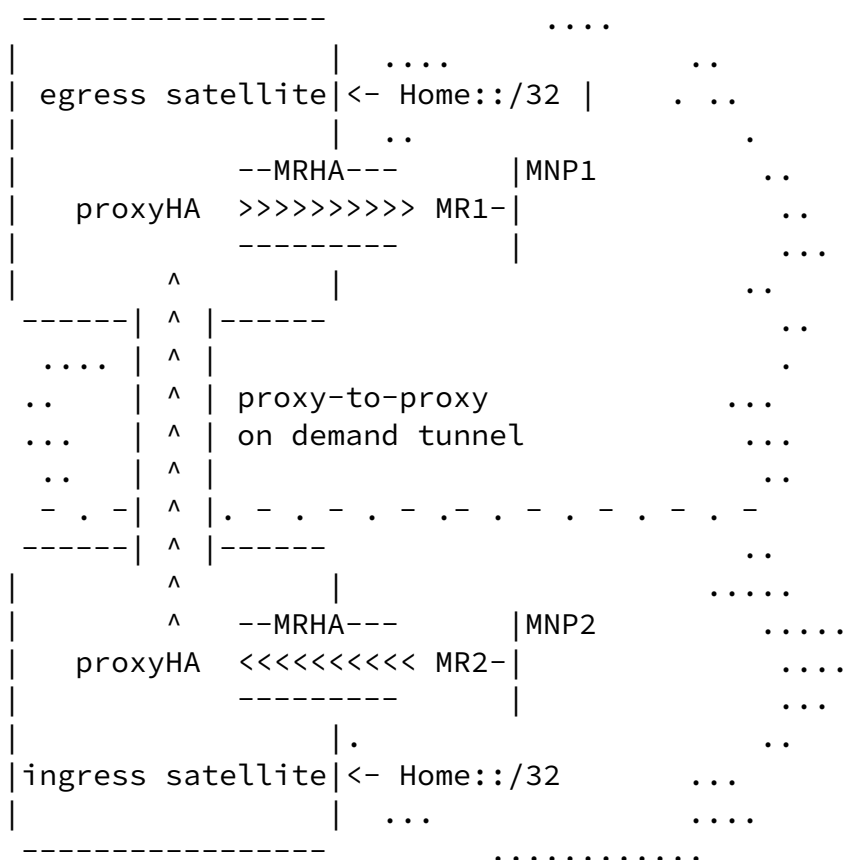 egress satellite|<- Home::/32 |
--MRHA--- |MNP1
proxyHA >>>>>>>>>> MR1-|
proxy-to-proxy
on demand tunnel
--MRHA--- |MNP2
proxyHA <<<<<<<<<< MR2-|
|ingress satellite|<- Home::/32